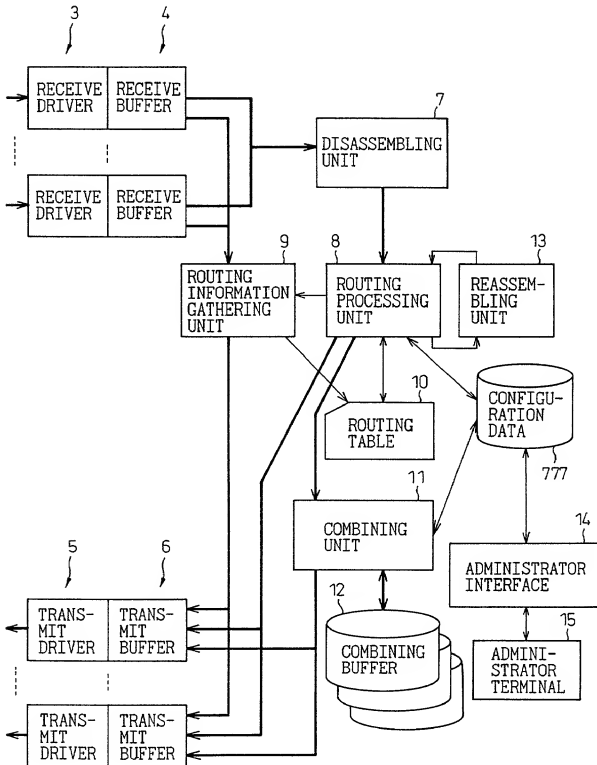 3
4
RECEIVE DRIVER
RECEIVE BUFFER
7
DISASSEMBLING UNIT
RECEIVE DRIVER
RECEIVE BUFFER
9
ROUTING INFORMATION GATHERING UNIT
8
ROUTING PROCESSING UNIT
13
REASSEM-
BLING UNIT
10
ROUTING TABLE
CONFIGU-
RATION
DATA
777
11
COMBINING UNIT
14
ADMINISTRATOR INTERFACE
5
6
TRANS-
MIT
DRIVER
TRANS-
MIT
BUFFER
12
COMBINING BUFFER
15
ADMINI-
STRATOR
TERMINAL
TRANS-
MIT
DRIVER
TRANS-
MIT
BUFFER